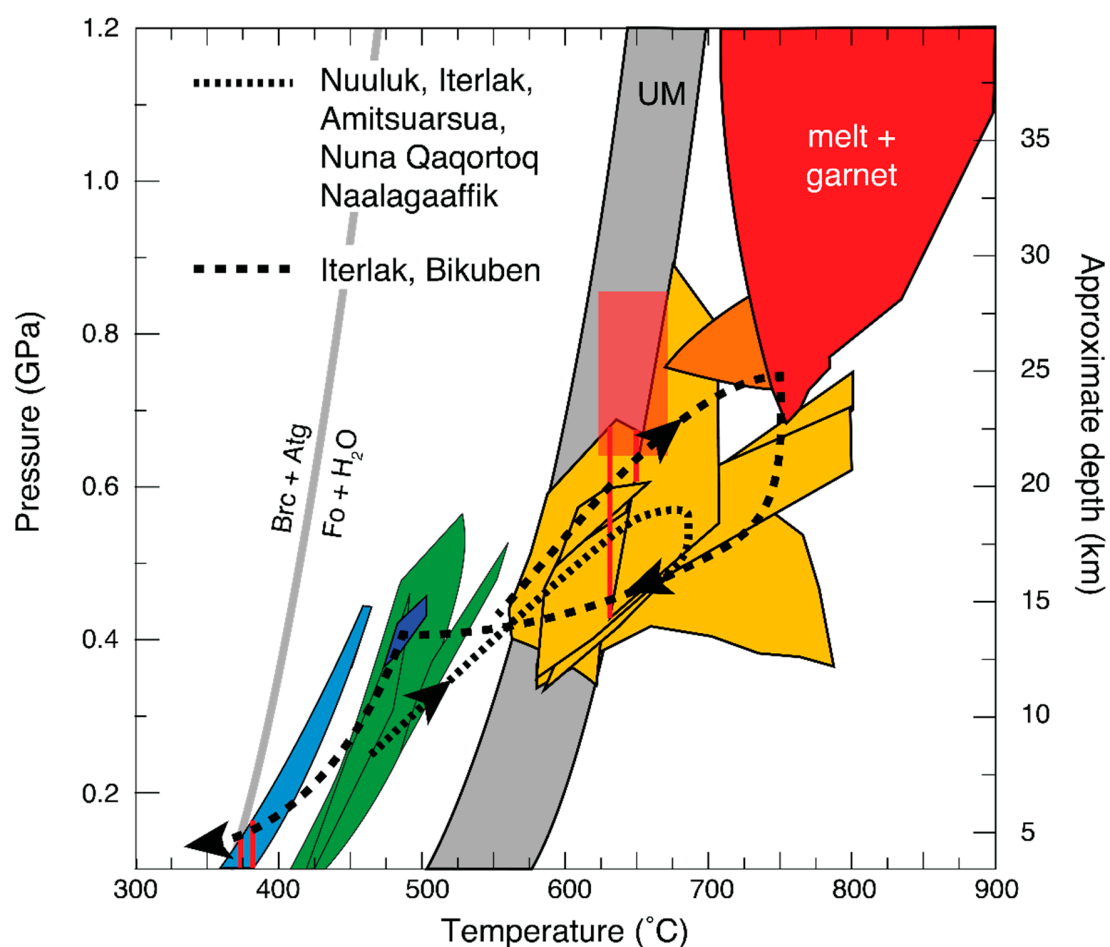 1.2
1.0
0.8
0.6
0.4
0.2
Pressure (GPa)
Nuuluk, Iterlak,
Amitsuarsua,
Nuna Qaqortoq
Naalagaaffik
Iterlak, Bikuben
UM
melt +
garnet
Brc + Atg
Fo + H₂O
35
30
25
20
15
10
5
Approximate depth (km)
300 400 500 600 700 800 900
Temperature (˚C)